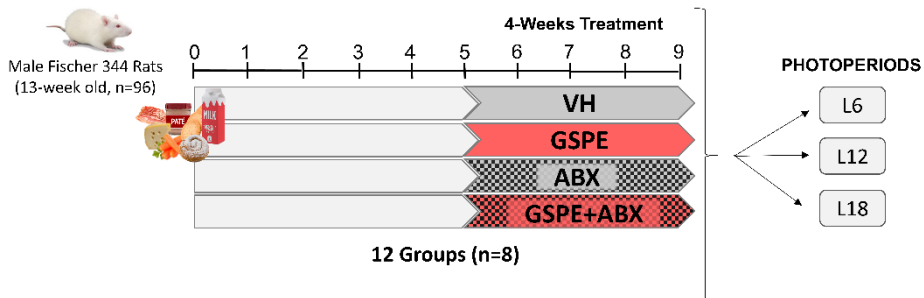 4-Weeks Treatment
0 1 2 3 4 5 6 7 8 9
Male Fischer 344 Rats
(13-week old, n=96)
PATÉ
MILK
VH
GSPE
ABX
GSPE+ABX
12 Groups (n=8)
PHOTOPERIODS
L6
L12
L18